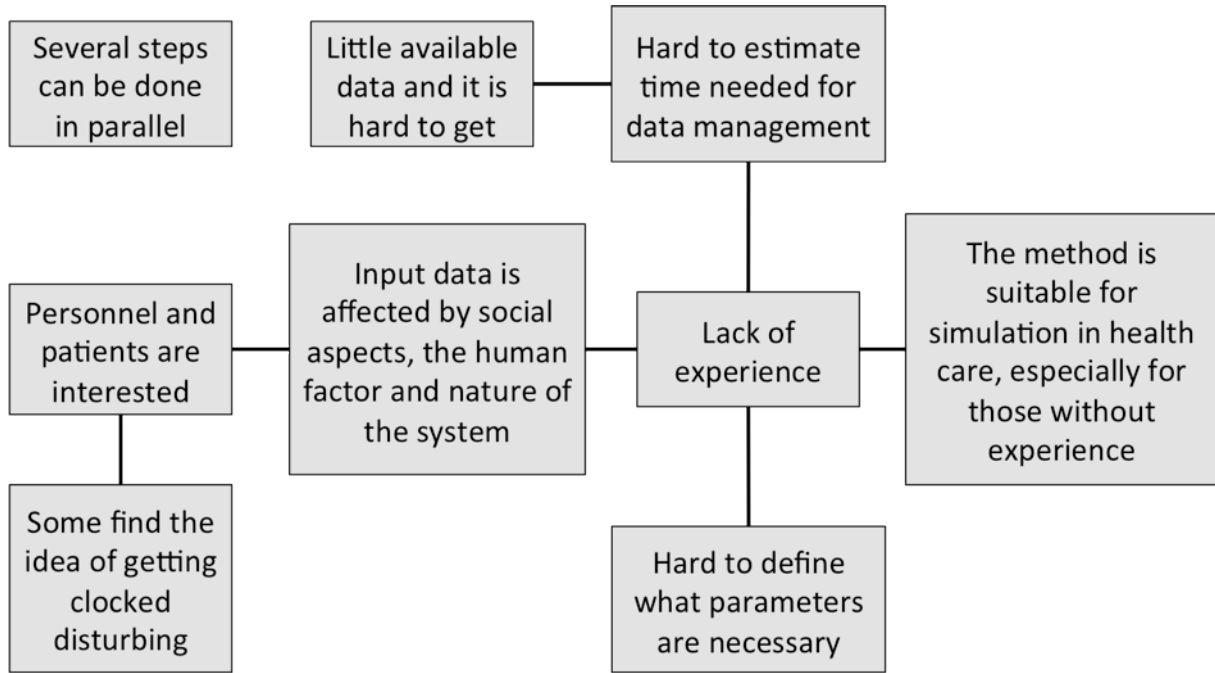 Several steps
can be done
in parallel
Little available
data and it is
hard to get
Hard to estimate
time needed for
data management
Personnel and
patients are
interested
Input data is
affected by social
aspects, the human
factor and nature of
the system
Lack of
experience
The method is
suitable for
simulation in health
care, especially for
those without
experience
Some find the
idea of getting
clocked
disturbing
Hard to define
what parameters
are necessary